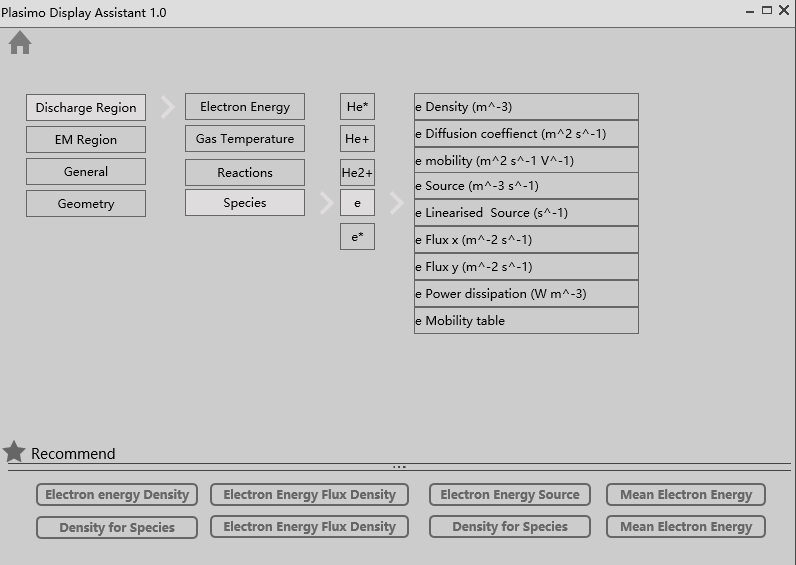 Plasimo Display Assistant 1.0
Discharge Region
EM Region
General
Geometry
Electron Energy
Gas Temperature
Reactions
Species
He*
He+
He2+
e
e*
e Density (m^-3)
e Diffusion coeffienct (m^2 s^-1)
e mobility (m^2 s^-1 V^-1)
e Source (m^-3 s^-1)
e Linearised  Source (s^-1)
e Flux x (m^-2 s^-1)
e Flux y (m^-2 s^-1)
e Power dissipation (W m^-3)
e Mobility table
Recommend
Electron energy Density
Electron Energy Flux Density
Electron Energy Source
Mean Electron Energy
Density for Species
Electron Energy Flux Density
Density for Species
Mean Electron Energy